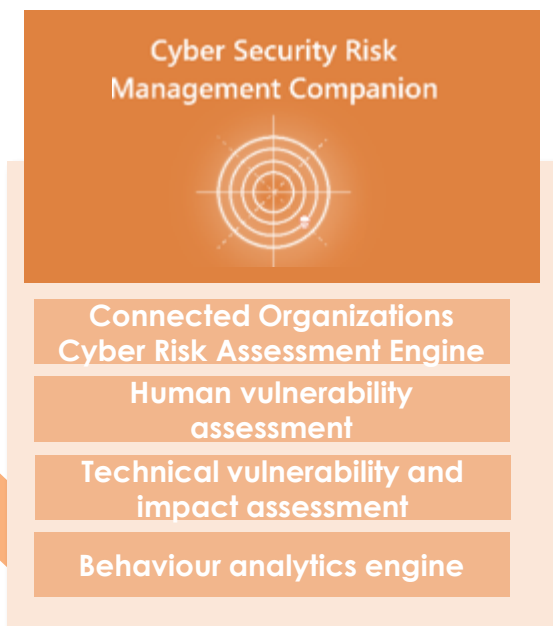 Cyber Security Risk
Management Companion
Connected Organizations
Cyber Risk Assessment Engine
Human vulnerability
assessment
Technical vulnerability and
impact assessment
Behaviour analytics engine